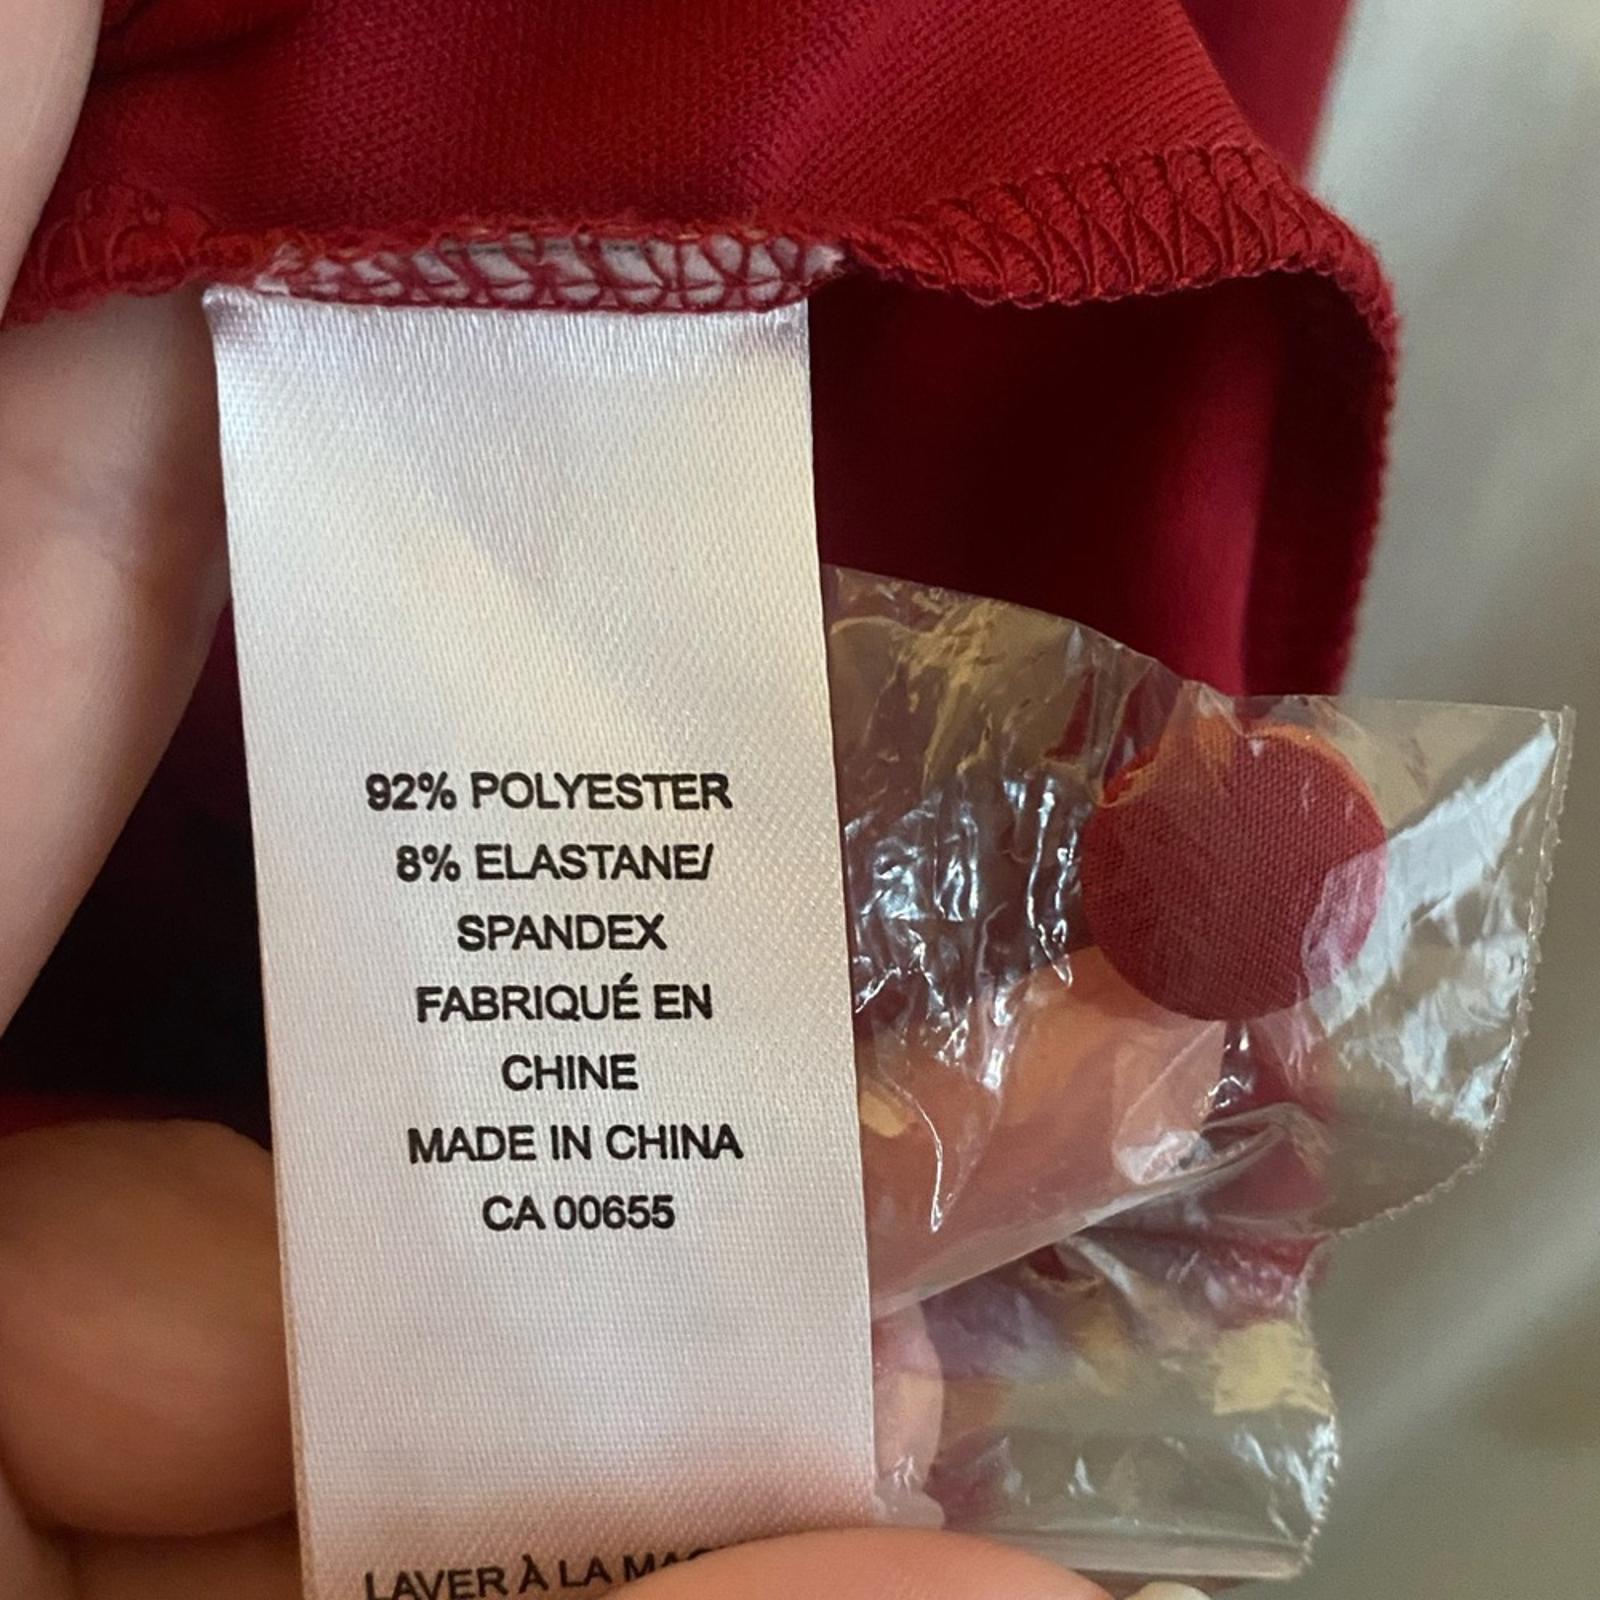 92% POLYESTER
8% ELASTANE/
SPANDEX
FABRIQUÉ EN
CHINE
MADE IN CHINA
CA 00655
LAVER À LA